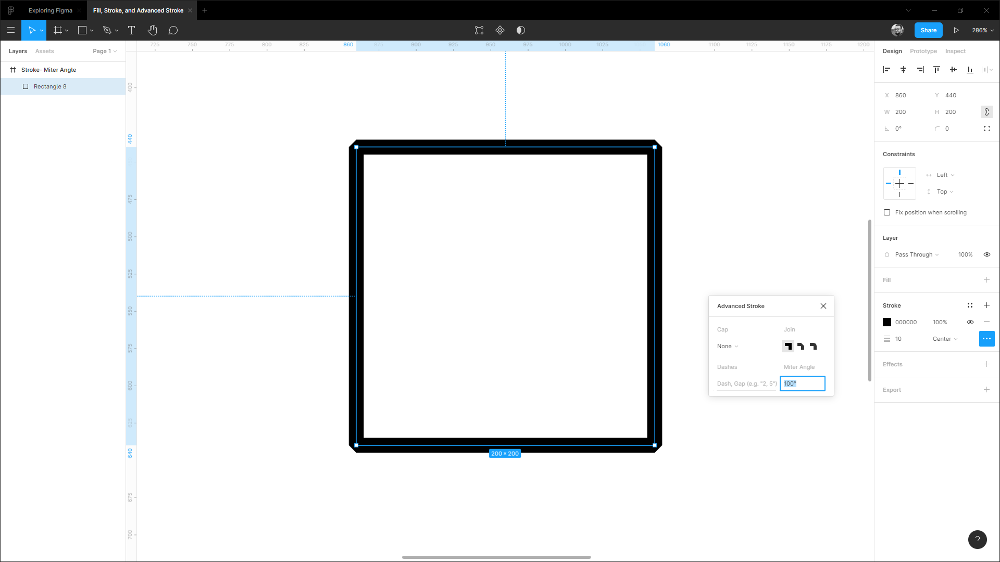 Exploring Figma
Fill, Stroke, and Advanced Stroke
Share
286%
Layers
Assets
Page 1
Stroke- Miter Angle
Rectangle 8
725 750 775 800 825 860 875 900 925 950 975 1000 1025 1060 1100 1125 1150 1175 1200
400
440
475
500
525
550
575
600
625
640
675
700
200 × 200
Advanced Stroke
Cap
Join
None
Dashes
Miter Angle
Dash, Gap (e.g. "2, 5")
100°
Design
Prototype
Inspect
X 860
Y 440
W 200
H 200
0°
0
Constraints
Left
Top
Fix position when scrolling
Layer
Pass Through
100%
Fill
Stroke
000000
100%
10
Center
Effects
Export
?